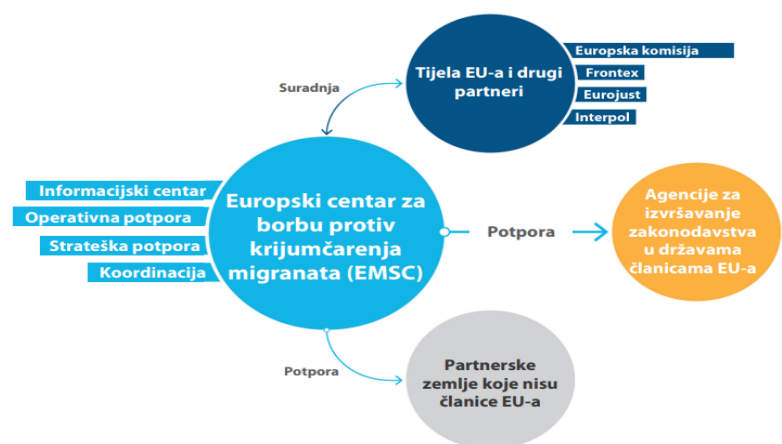 Europska komisija
Frontex
Eurojust
Interpol
Tijela EU-a i drugi
partneri
Suradnja
Informacijski centar
Operativna potpora
Strateška potpora
Koordinacija
Europski centar za
borbu protiv
krijumčarenja
migranata (EMSC)
Potpora
Agencije za
izvršavanje
zakonodavstva
u državama
članicama EU-a
Potpora
Partnerske
zemlje koje nisu
članice EU-a